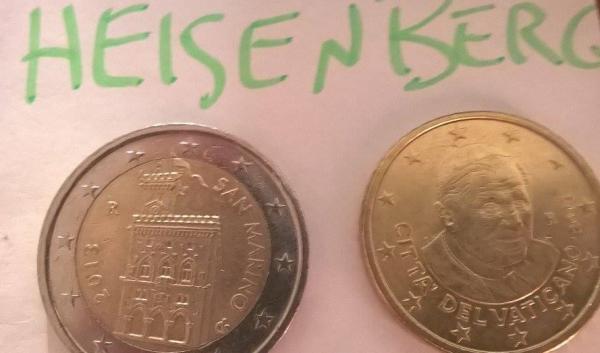 HEISENBERG
SAN MARINO
R
2013
CITTA' DEL VATICANO
R